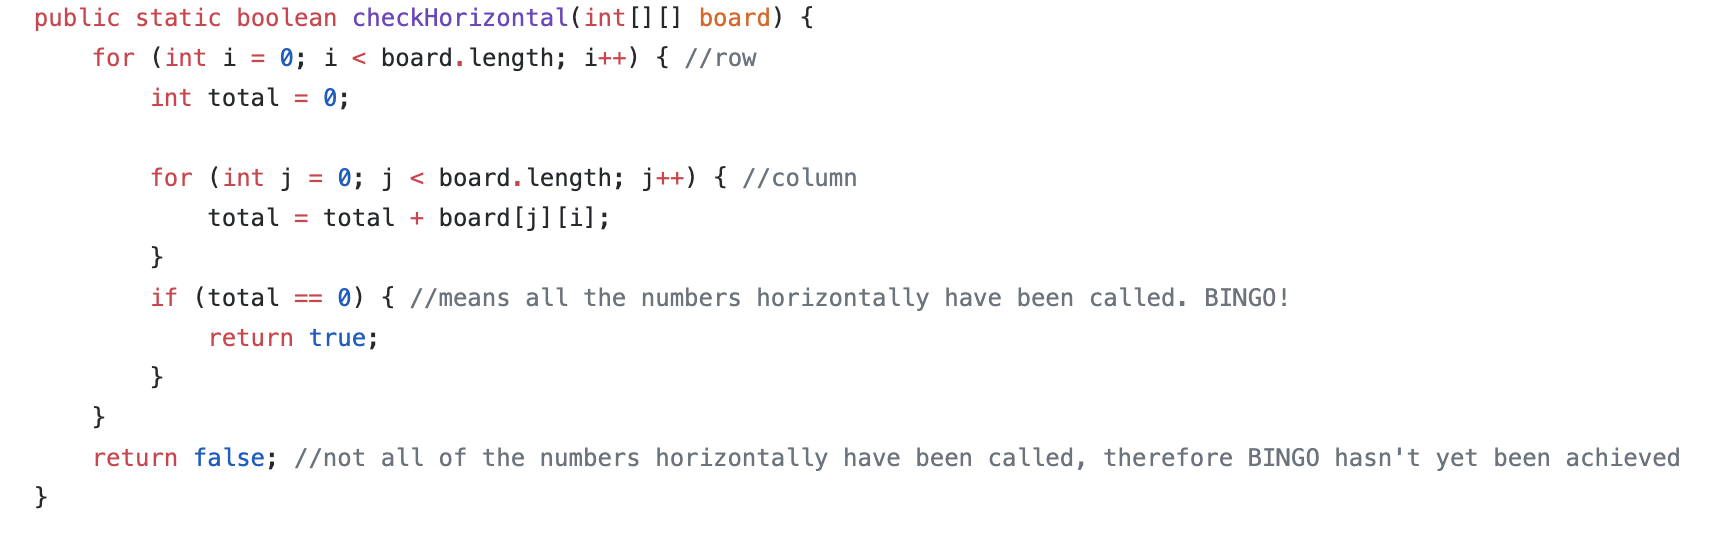 public static boolean checkHorizontal(int[][] board) {
    for (int i = 0; i < board.length; i++) { //row
        int total = 0;

        for (int j = 0; j < board.length; j++) { //column
            total = total + board[j][i];
        }
        if (total == 0) { //means all the numbers horizontally have been called. BINGO!
            return true;
        }
    }
    return false; //not all of the numbers horizontally have been called, therefore BINGO hasn't yet been achieved
}